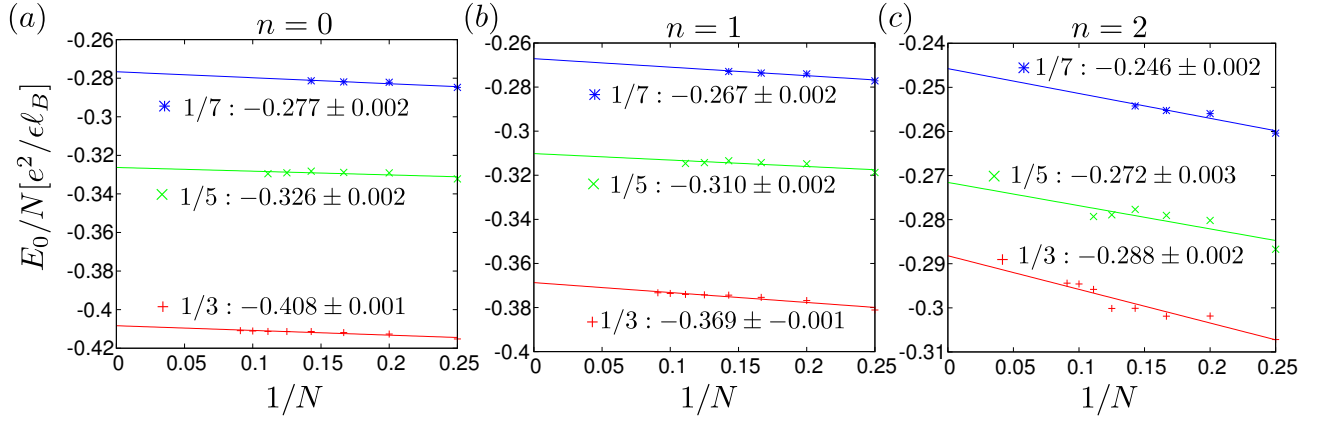 (a)
n = 0
E₀/N [e²/ϵℓ_B]
-0.26
-0.28
-0.3
-0.32
-0.34
-0.36
-0.38
-0.4
-0.42
1/7 : −0.277 ± 0.002
1/5 : −0.326 ± 0.002
1/3 : −0.408 ± 0.001
0 0.05 0.1 0.15 0.2 0.25
1/N
(b)
n = 1
-0.26
-0.28
-0.3
-0.32
-0.34
-0.36
-0.38
-0.4
1/7 : −0.267 ± 0.002
1/5 : −0.310 ± 0.002
1/3 : −0.369 ± −0.001
0 0.05 0.1 0.15 0.2 0.25
1/N
(c)
n = 2
-0.24
-0.25
-0.26
-0.27
-0.28
-0.29
-0.3
-0.31
1/7 : −0.246 ± 0.002
1/5 : −0.272 ± 0.003
1/3 : −0.288 ± 0.002
0 0.05 0.1 0.15 0.2 0.25
1/N